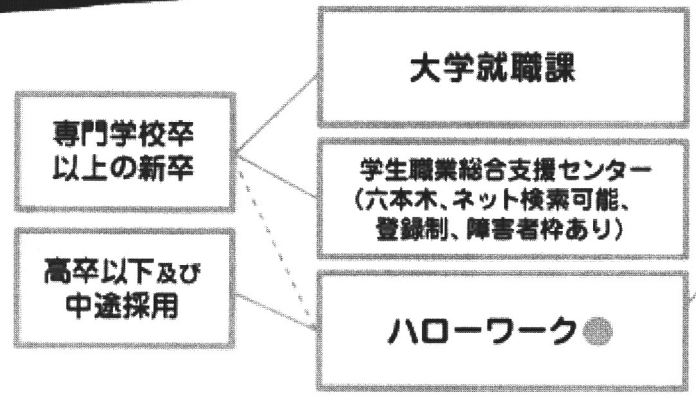 専門学校卒
以上の新卒
高卒以下及び
中途採用
大学就職課
学生職業総合支援センター
(六本木、ネット検索可能、
登録制、障害者枠あり)
ハローワーク